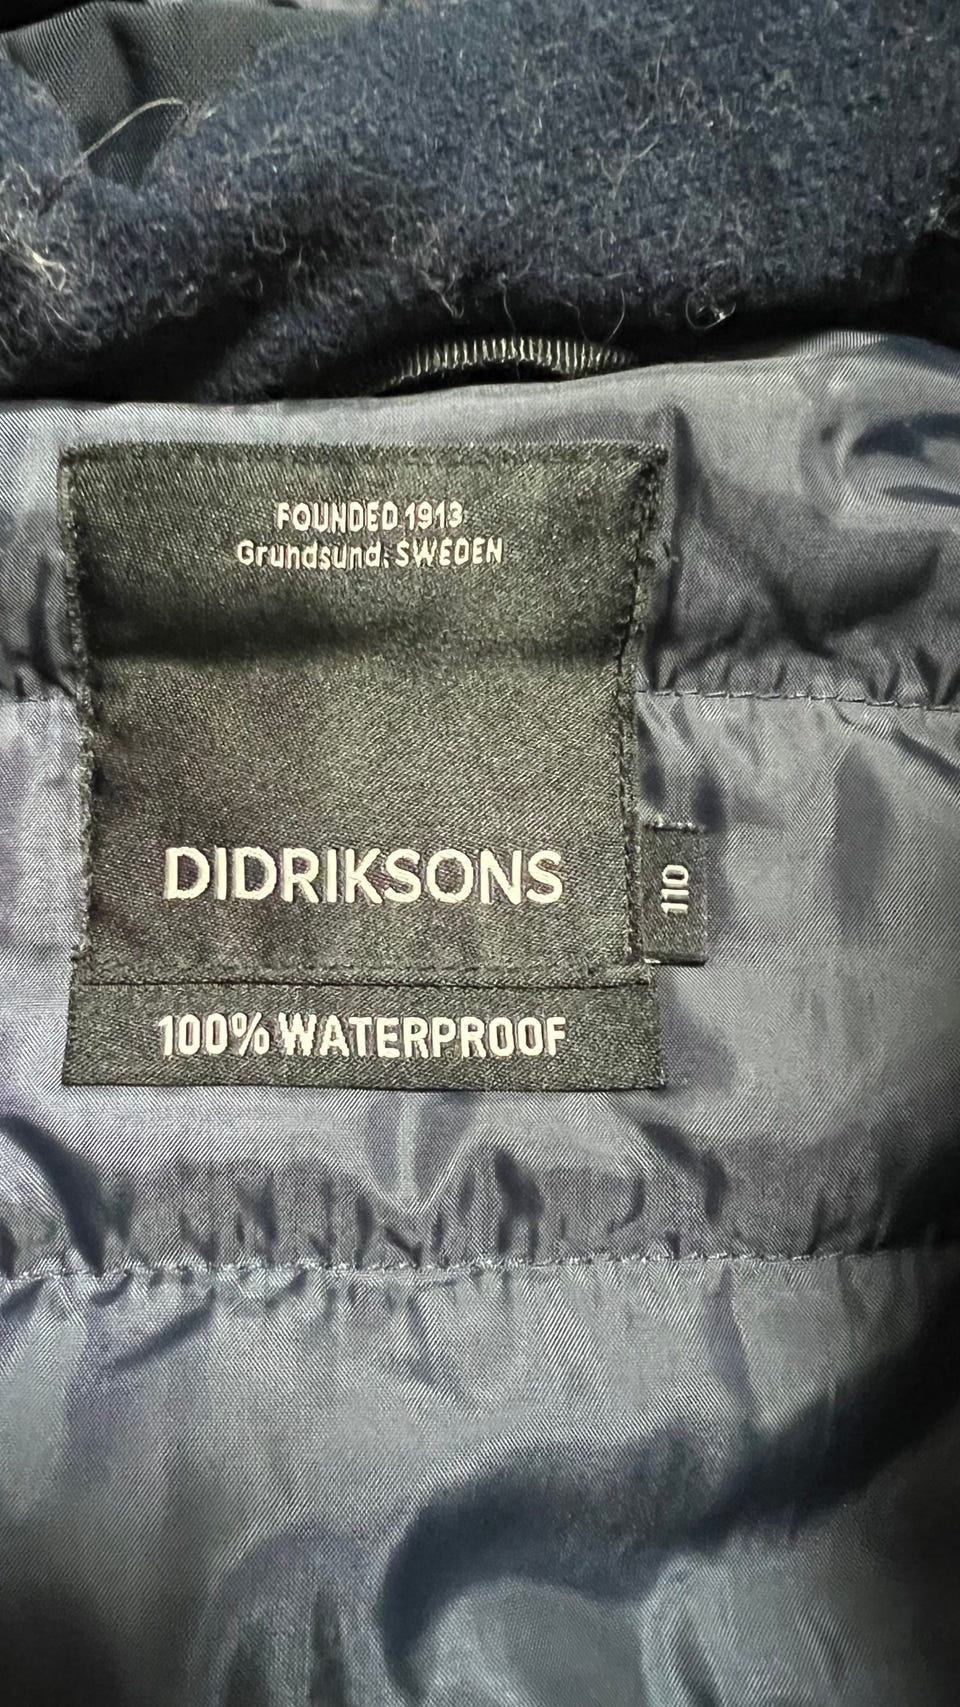 FOUNDED 1913
Grundsund. SWEDEN
DIDRIKSONS
110
100% WATERPROOF